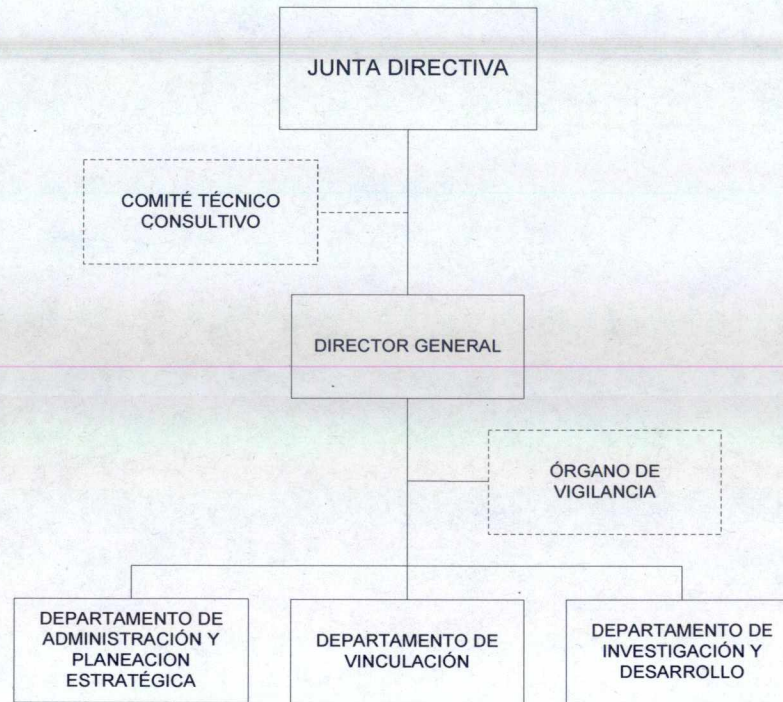 JUNTA DIRECTIVA
COMITÉ TÉCNICO
CONSULTIVO
DIRECTOR GENERAL
ÓRGANO DE
VIGILANCIA
DEPARTAMENTO DE
ADMINISTRACIÓN Y
PLANEACION
ESTRATÉGICA
DEPARTAMENTO DE
VINCULACIÓN
DEPARTAMENTO DE
INVESTIGACIÓN Y
DESARROLLO